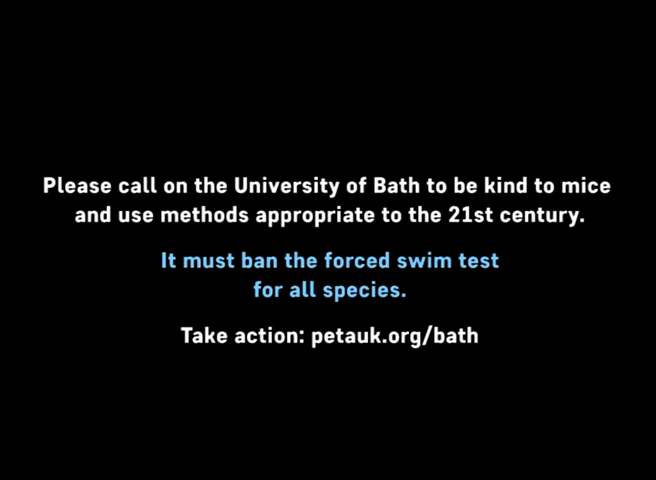 Please call on the University of Bath to be kind to mice
and use methods appropriate to the 21st century.
It must ban the forced swim test
for all species.
Take action: petauk.org/bath